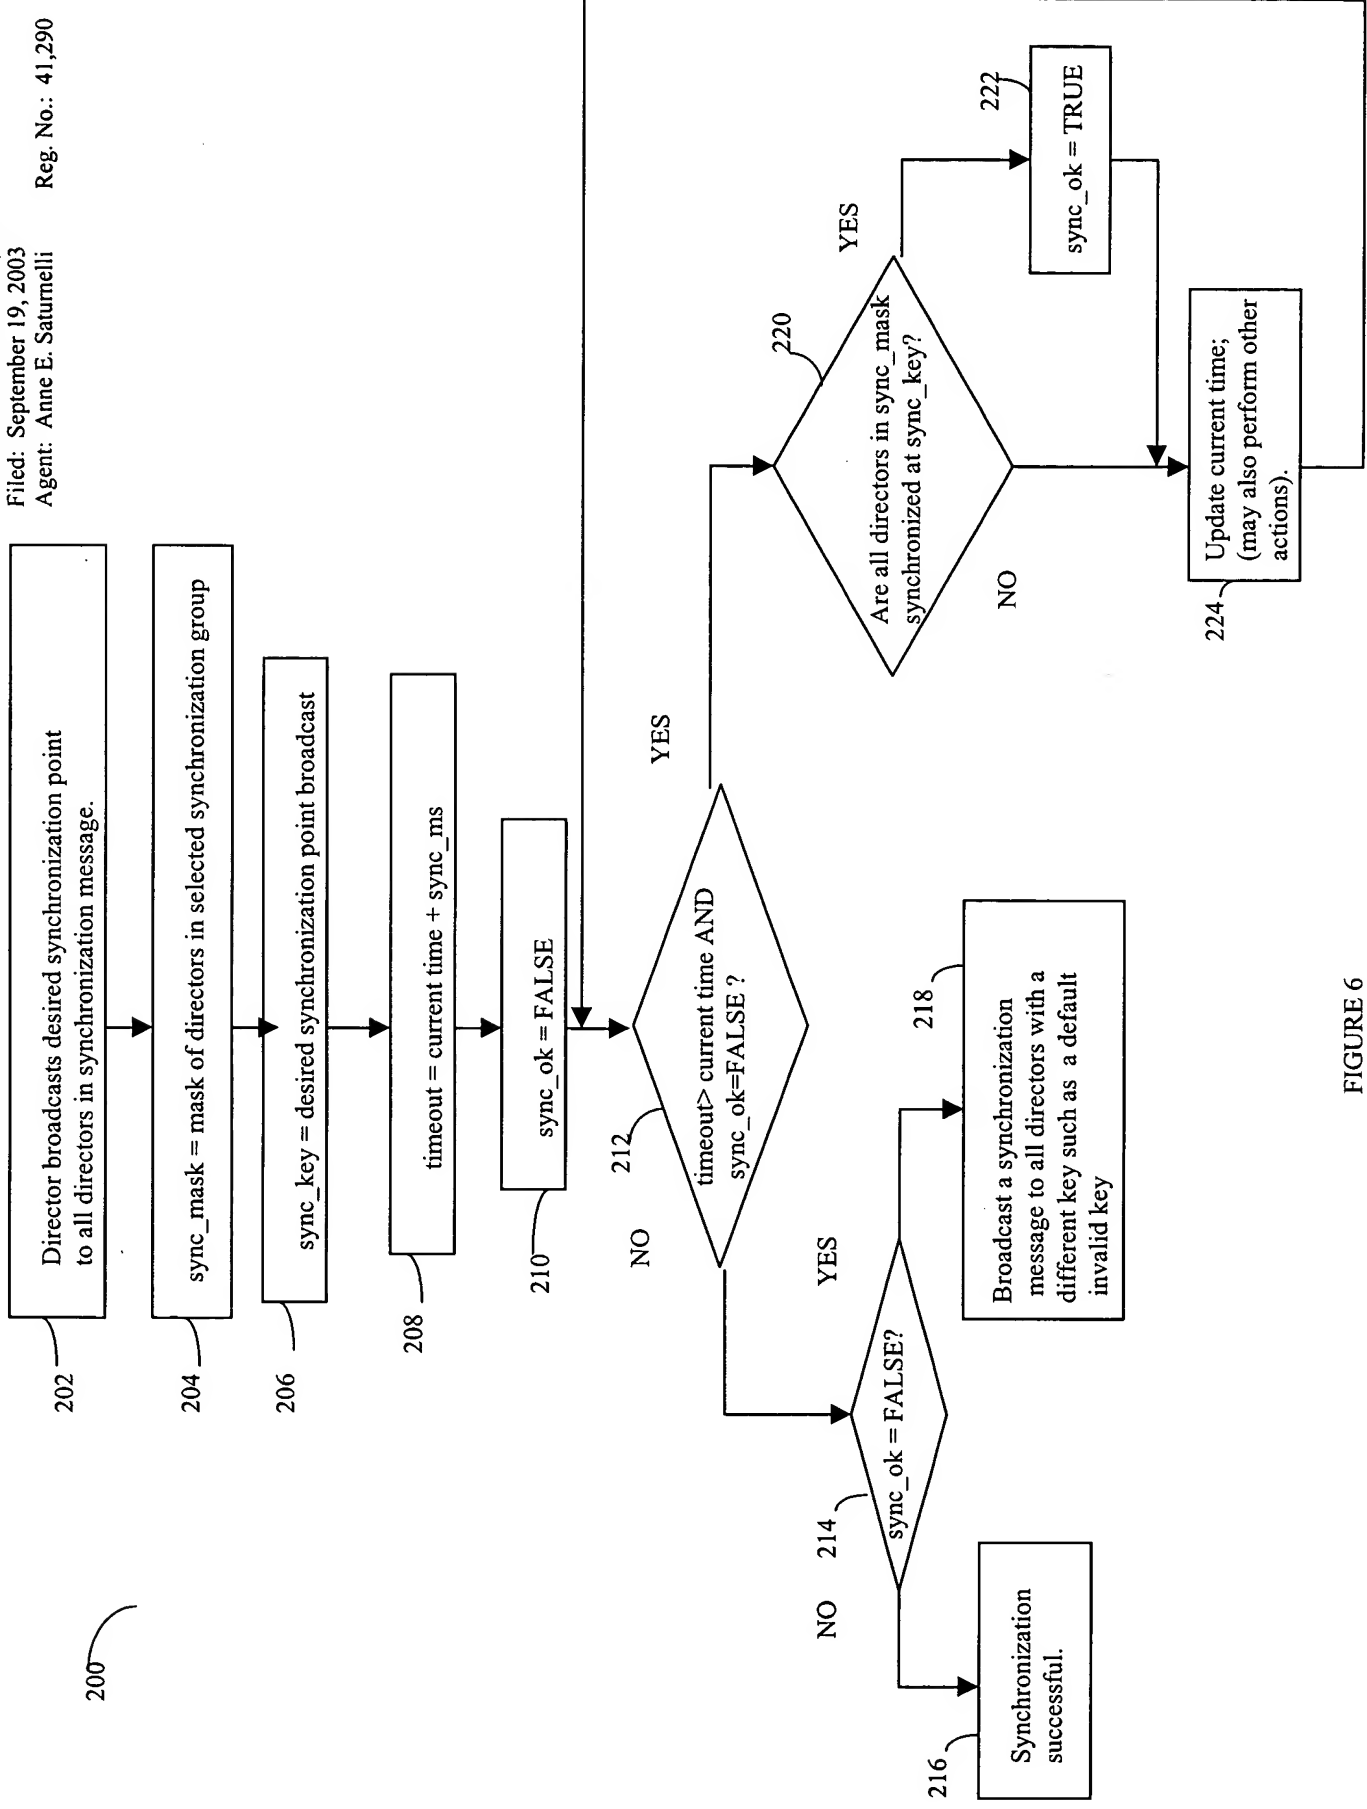 Filed: September 19, 2003
Agent: Anne E. Saturnelli Reg. No.: 41,290
200
202
Director broadcasts desired synchronization point
to all directors in synchronization message.
204
sync_mask = mask of directors in selected synchronization group
206
sync_key = desired synchronization point broadcast
208
timeout = current time + sync_ms
210
sync_ok = FALSE
212
timeout> current time AND
sync_ok=FALSE ?
NO
YES
214
sync_ok = FALSE?
NO
YES
216
Synchronization
successful.
218
Broadcast a synchronization
message to all directors with a
different key such as a default
invalid key
220
Are all directors in sync_mask
synchronized at sync_key?
YES
NO
222
sync_ok = TRUE
224
Update current time;
(may also perform other
actions).
FIGURE 6